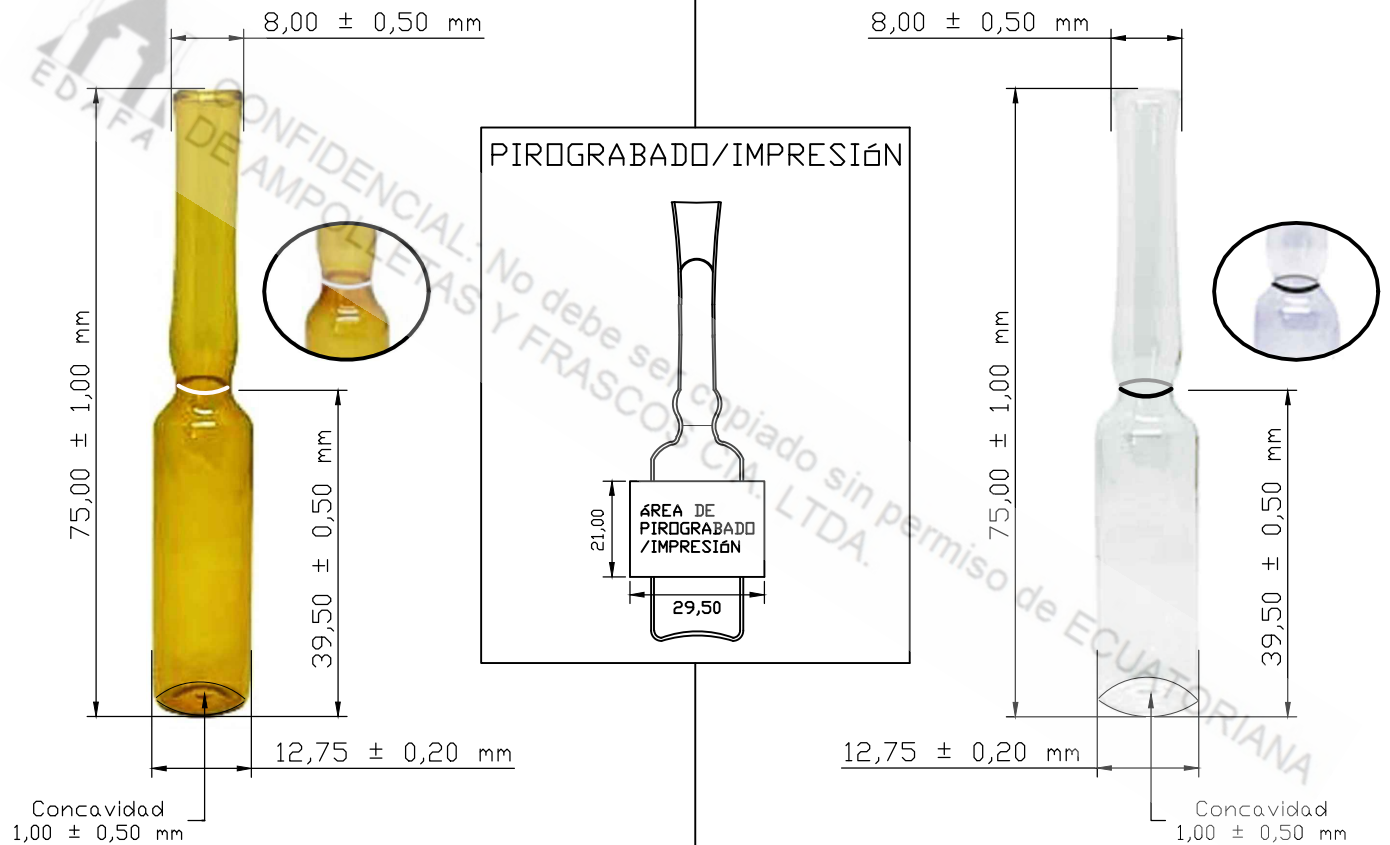 8,00 ± 0,50 mm
75,00 ± 1,00 mm
39,50 ± 0,50 mm
12,75 ± 0,20 mm
Concavidad
1,00 ± 0,50 mm
PIROGRABADO/IMPRESIóN
áREA DE
PIROGRABADO
/IMPRESIóN
21,00
29,50
8,00 ± 0,50 mm
75,00 ± 1,00 mm
39,50 ± 0,50 mm
12,75 ± 0,20 mm
Concavidad
1,00 ± 0,50 mm
EDAFA
CONFIDENCIAL: No debe ser copiado sin permiso de ECUATORIANA
DE AMPOLLETAS Y FRASCOS CIA. LTDA.